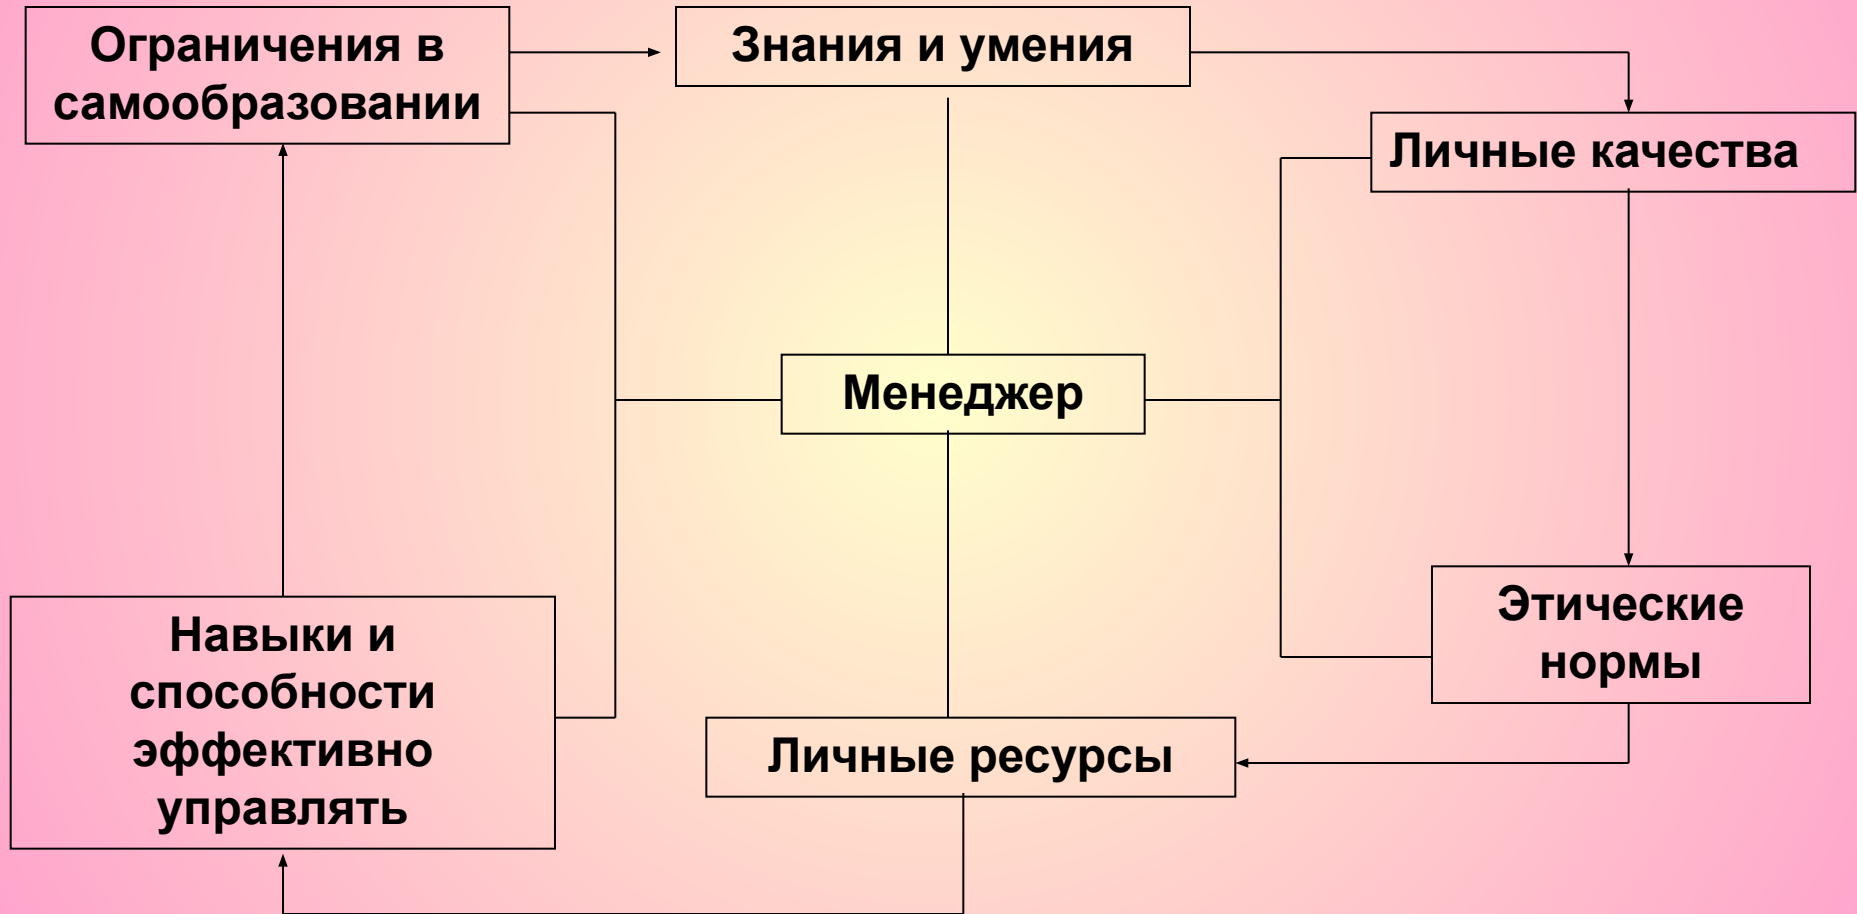 Ограничения в
самообразовании
Знания и умения
Личные качества
Менеджер
Этические
нормы
Навыки и
способности
эффективно
управлять
Личные ресурсы